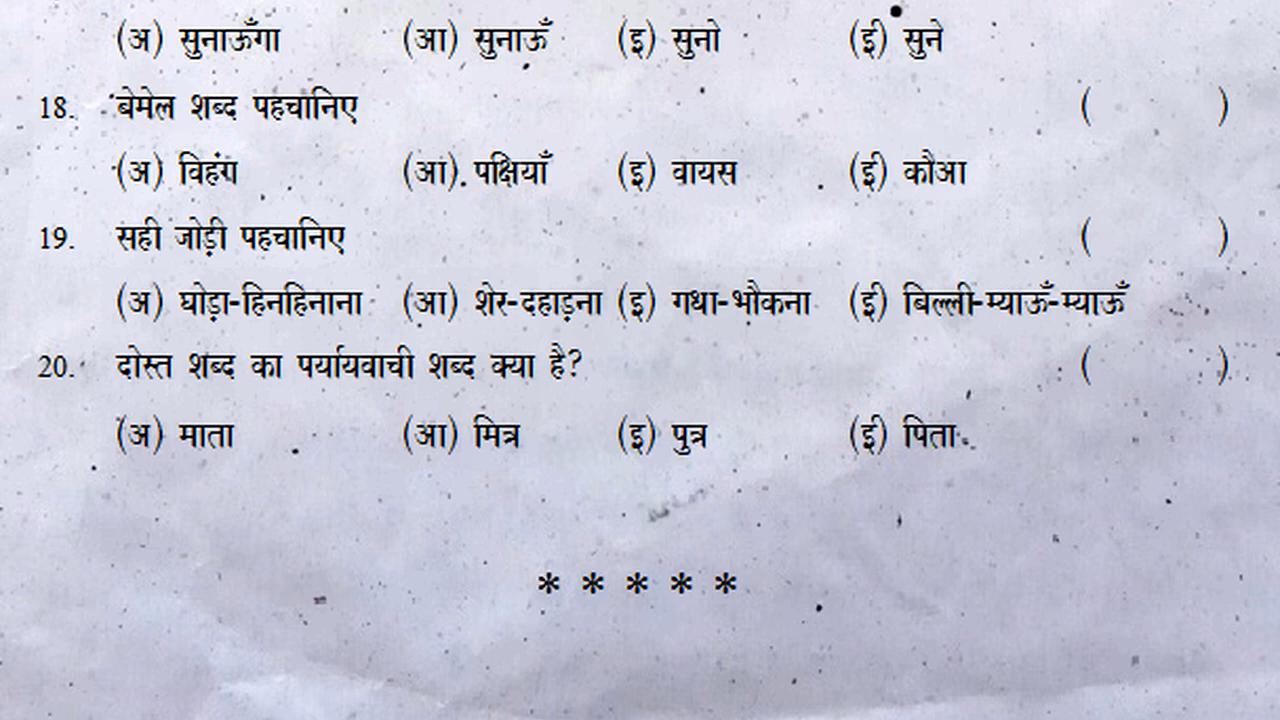 (अ) सुनाऊँगा (आ) सुनाऊँ (इ) सुनो (ई) सुने
18. बेमेल शब्द पहचानिए ( )
(अ) विहंग (आ) पक्षियाँ (इ) वायस (ई) कौआ
19. सही जोड़ी पहचानिए ( )
(अ) घोड़ा-हिनहिनाना (आ) शेर-दहाड़ना (इ) गधा-भौकना (ई) बिल्ली-म्याऊँ-म्याऊँ
20. दोस्त शब्द का पर्यायवाची शब्द क्या है? ( )
(अ) माता (आ) मित्र (इ) पुत्र (ई) पिता
* * * * *